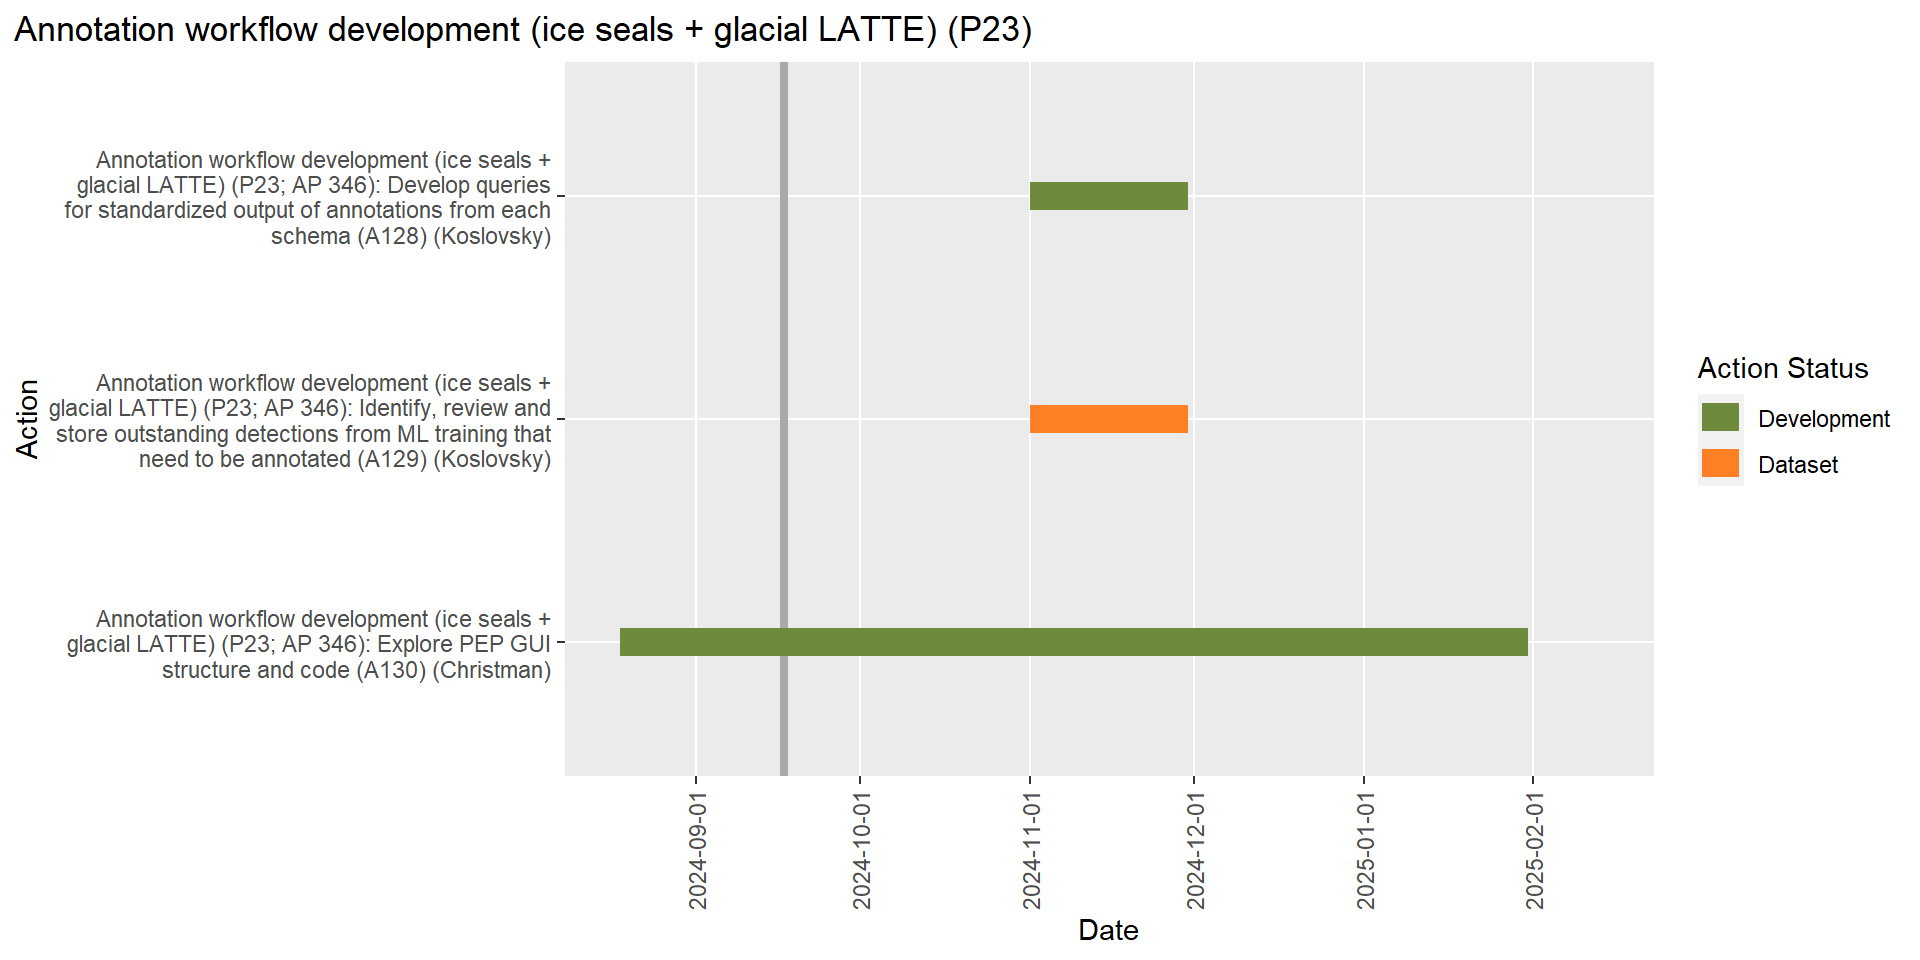 Annotation workflow development (ice seals + glacial LATTE) (P23)
Annotation workflow development (ice seals +
glacial LATTE) (P23; AP 346): Develop queries
for standardized output of annotations from each
schema (A128) (Koslovsky)
Annotation workflow development (ice seals +
glacial LATTE) (P23; AP 346): Identify, review and
store outstanding detections from ML training that
need to be annotated (A129) (Koslovsky)
Annotation workflow development (ice seals +
glacial LATTE) (P23; AP 346): Explore PEP GUI
structure and code (A130) (Christman)
Action
2024-09-01
2024-10-01
2024-11-01
2024-12-01
2025-01-01
2025-02-01
Date
Action Status
Development
Dataset